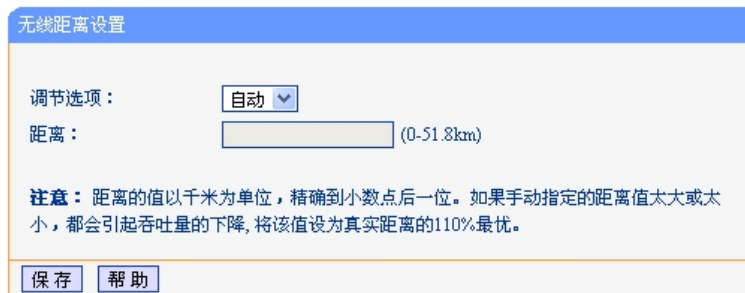 无线距离设置
调节选项： 自动
距离： (0-51.8km)
注意： 距离的值以千米为单位，精确到小数点后一位。如果手动指定的距离值太大或太
小，都会引起吞吐量的下降, 将该值设为真实距离的110%最优。
保存 帮助